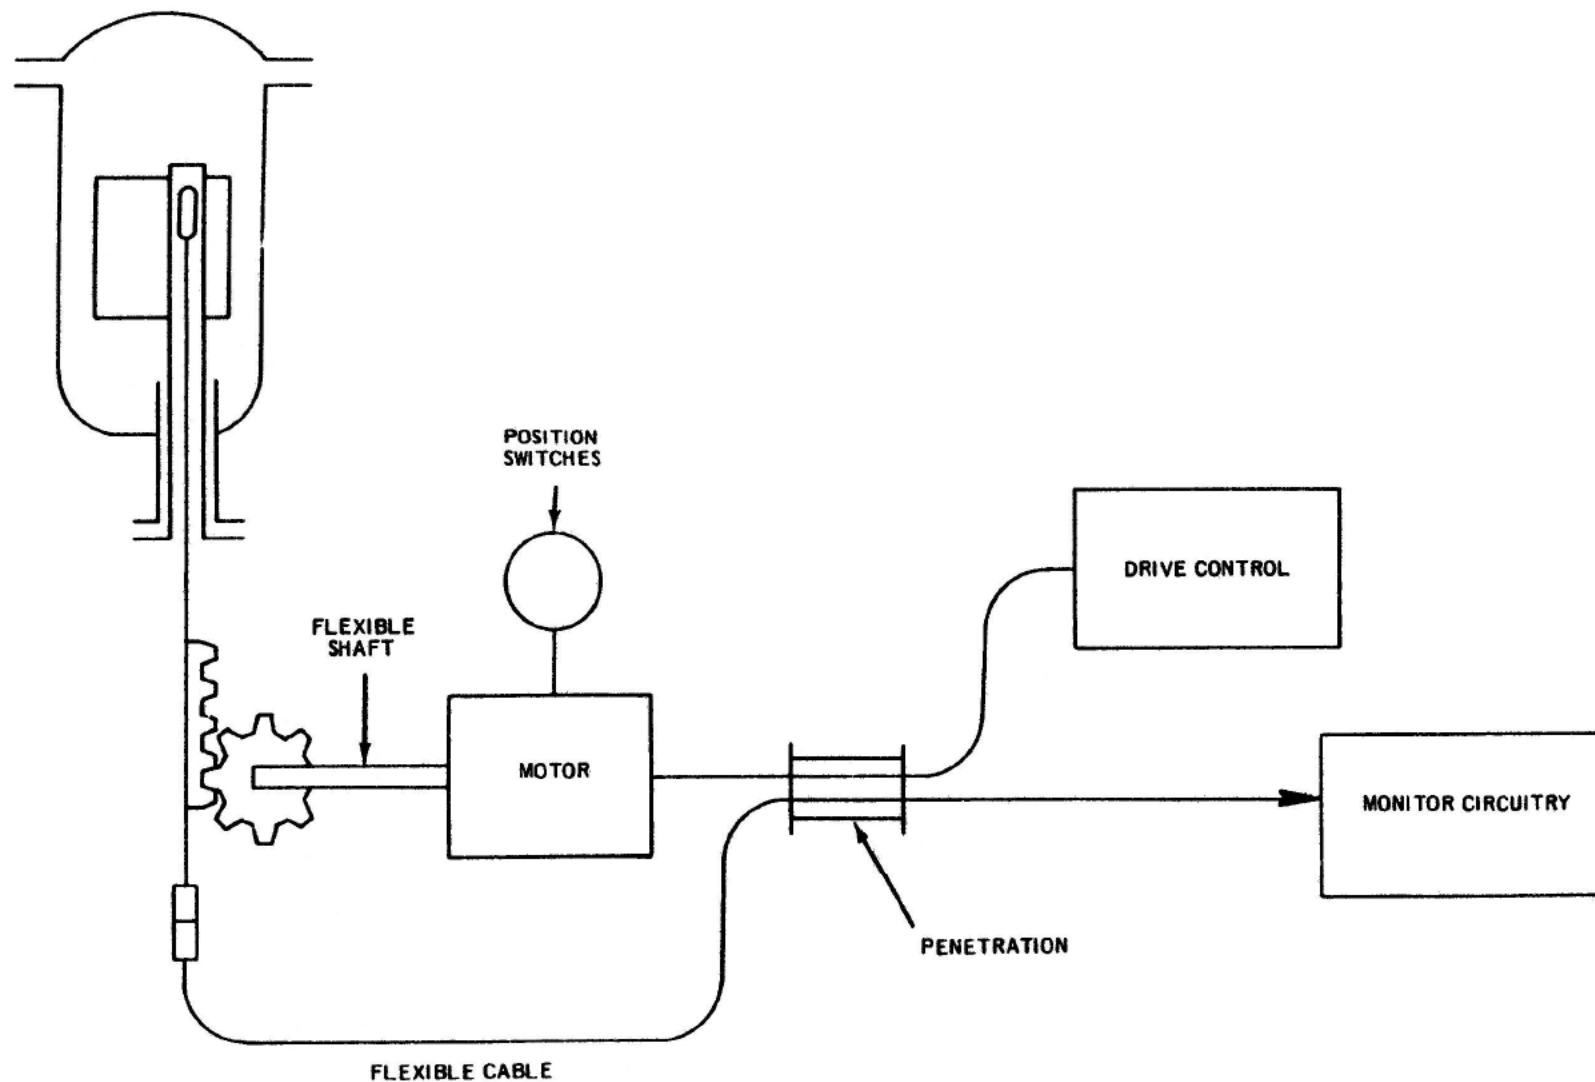 POSITION
SWITCHES
DRIVE CONTROL
FLEXIBLE
SHAFT
MOTOR
MONITOR CIRCUITRY
PENETRATION
FLEXIBLE CABLE